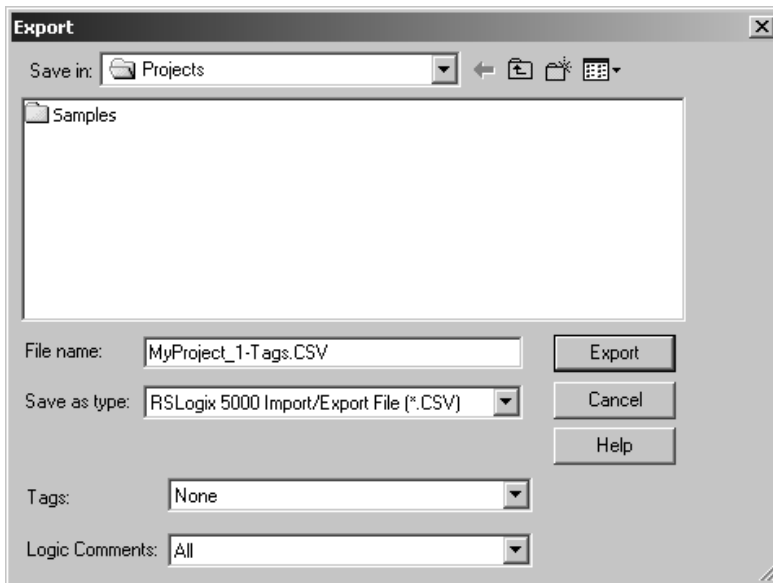 Export
Save in: Projects
Samples
File name: MyProject_1-Tags.CSV Export
Save as type: RSLogix 5000 Import/Export File (*.CSV) Cancel
Help
Tags: None
Logic Comments: All